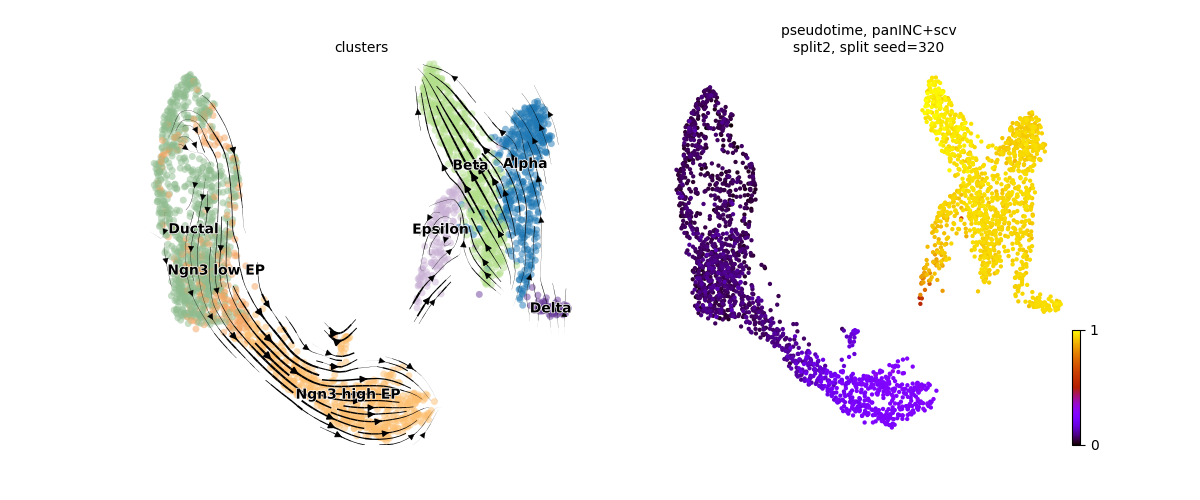 clusters
Beta
Alpha
Ductal
Epsilon
Ngn3 low EP
Delta
Ngn3 high EP
pseudotime, panINC+scv
split2, split seed=320
1
0